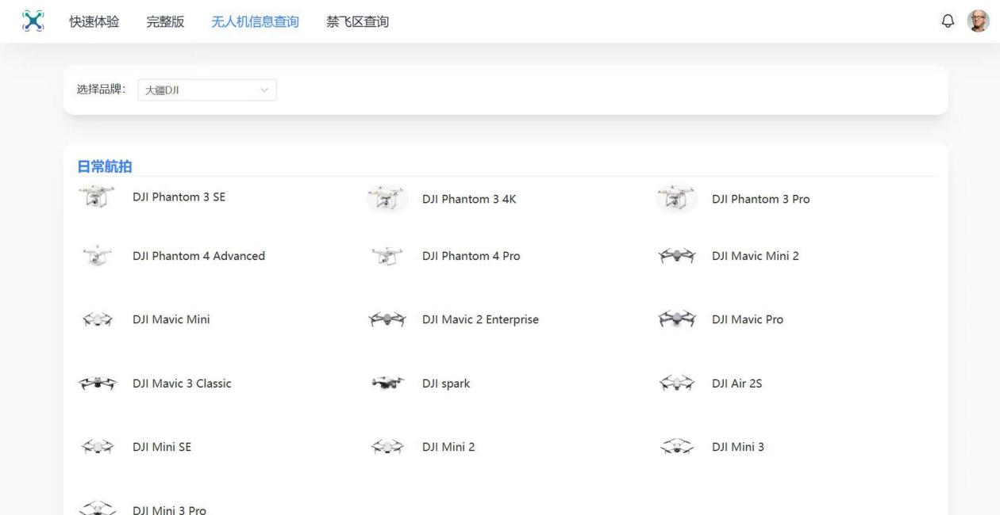 快速体验 完整版 无人机信息查询 禁飞区查询
选择品牌： 大疆DJI
日常航拍
DJI Phantom 3 SE DJI Phantom 3 4K DJI Phantom 3 Pro
DJI Phantom 4 Advanced DJI Phantom 4 Pro DJI Mavic Mini 2
DJI Mavic Mini DJI Mavic 2 Enterprise DJI Mavic Pro
DJI Mavic 3 Classic DJI spark DJI Air 2S
DJI Mini SE DJI Mini 2 DJI Mini 3
DJI Mini 3 Pro